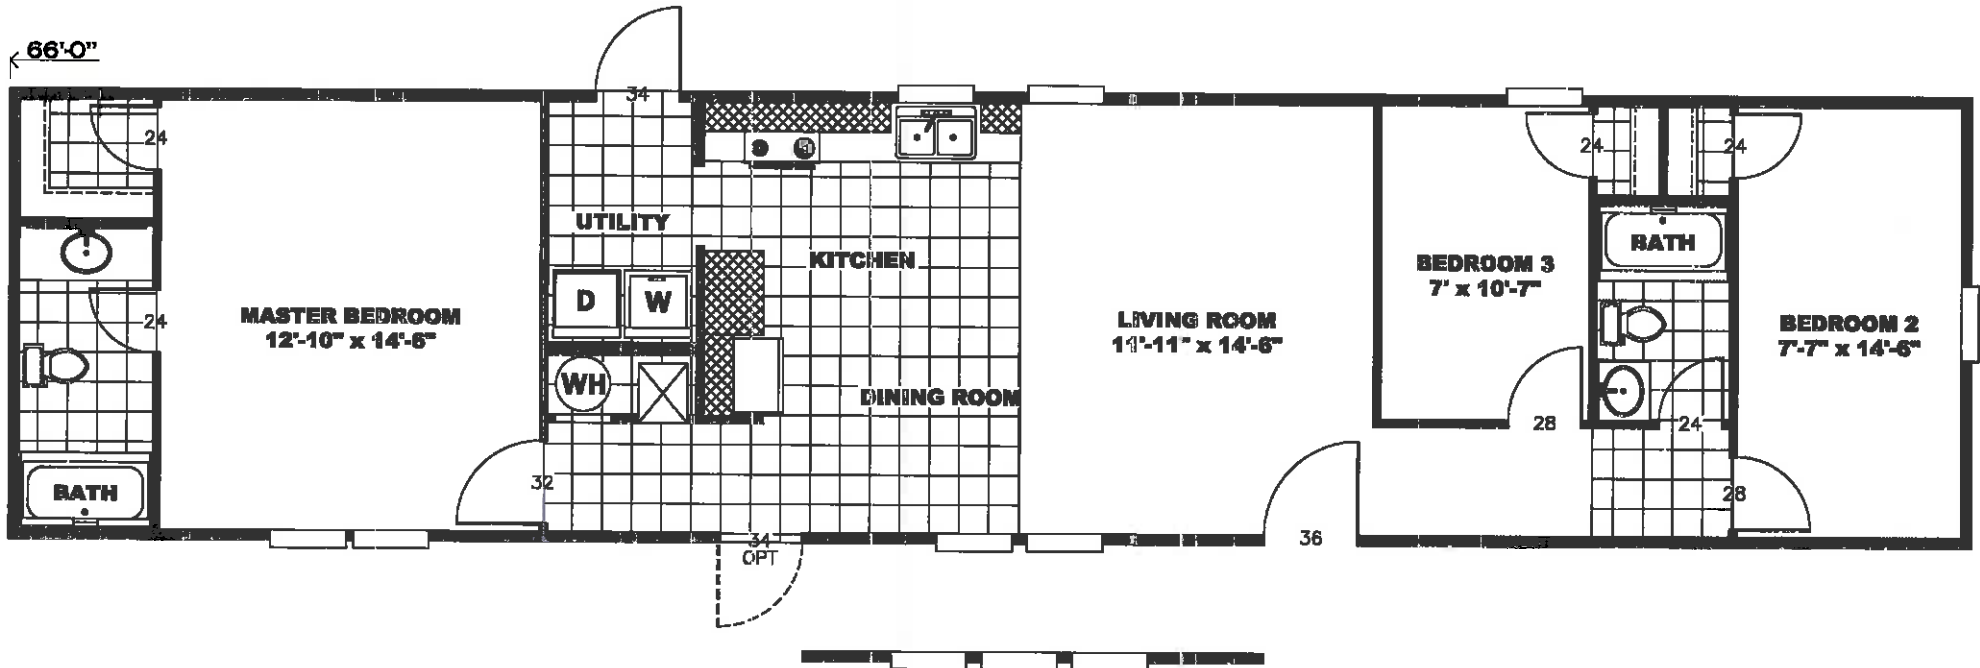 66'-0"
34
24
24
24
24
UTILITY
BATH
KITCHEN
BEDROOM 3
7' x 10'-7"
D
W
MASTER BEDROOM
12'-10" x 14'-6"
24
LIVING ROOM
11'-11" x 14'-6"
BEDROOM 2
7'-7" x 14'-6"
WH
DINING ROOM
28
24
BATH
32
28
34
OPT
36